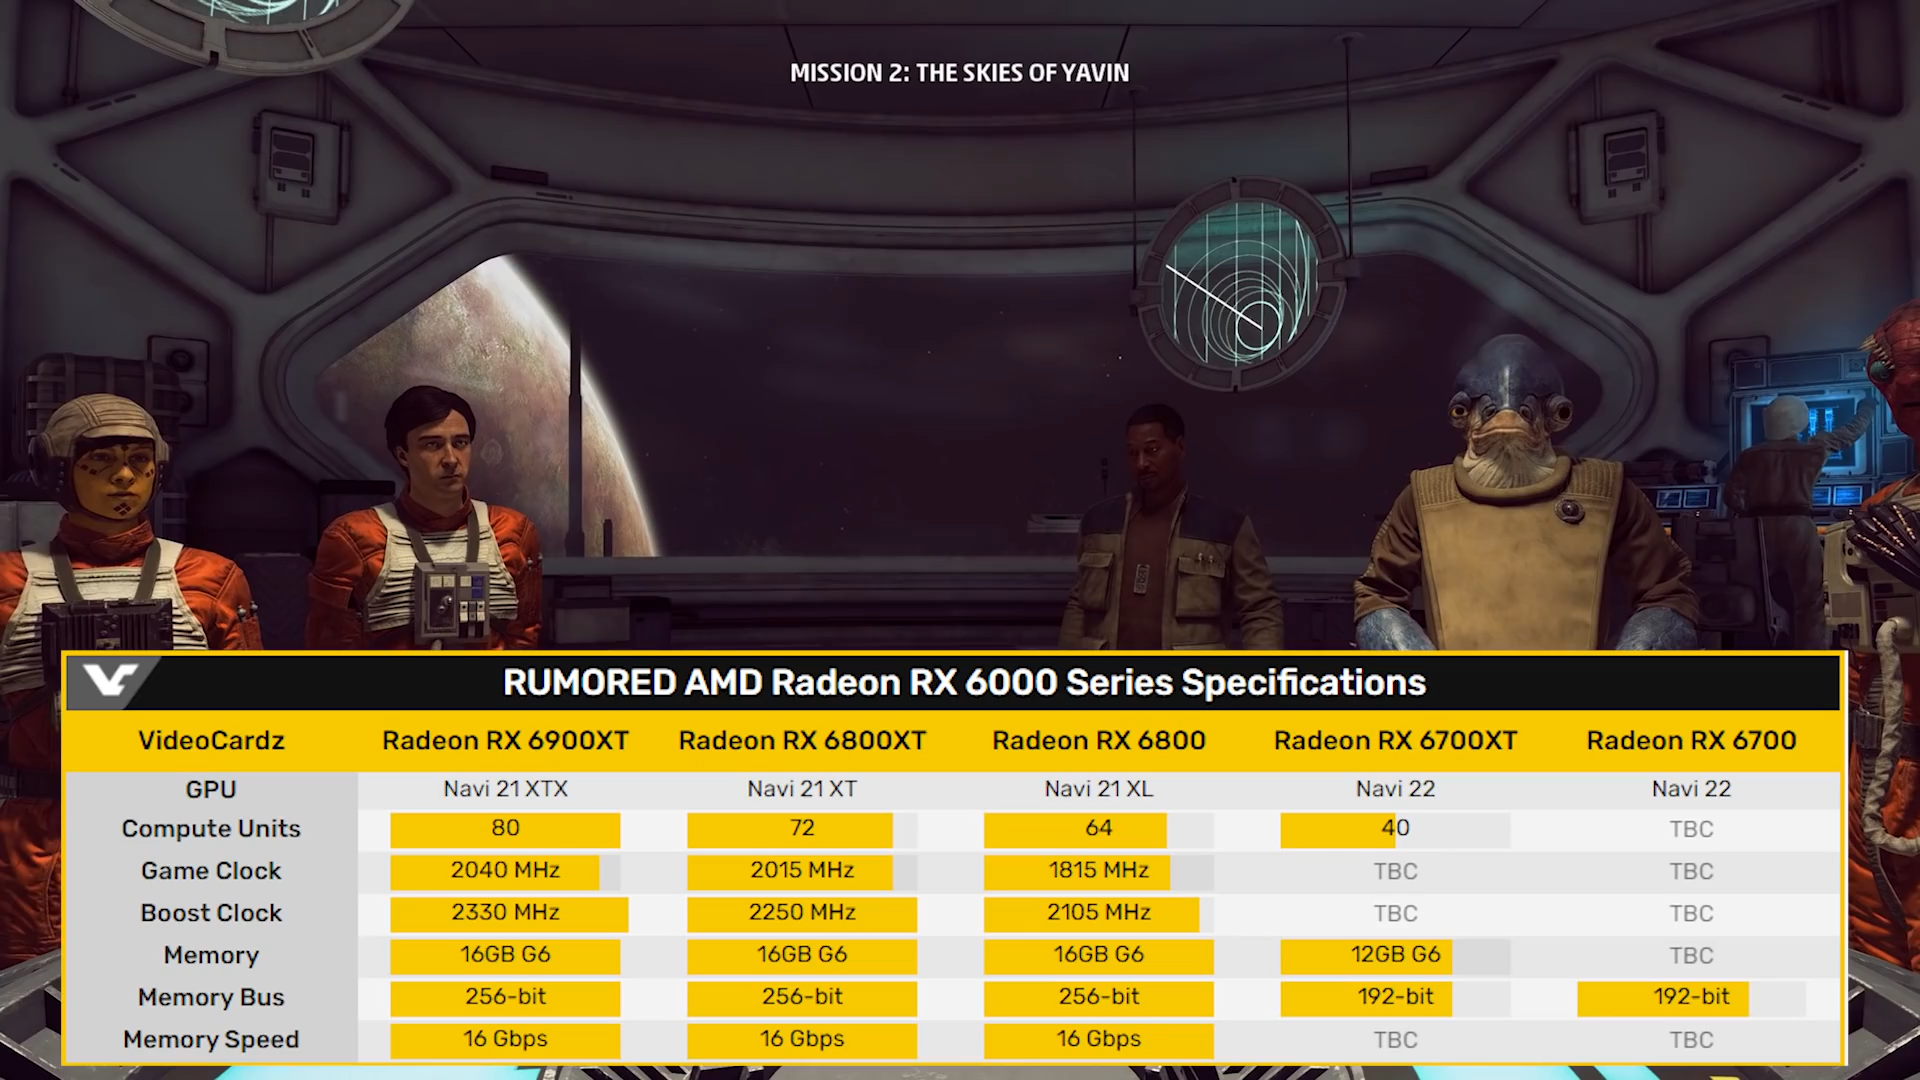 MISSION 2: THE SKIES OF YAVIN
RUMORED AMD Radeon RX 6000 Series Specifications
VideoCardz Radeon RX 6900XT Radeon RX 6800XT Radeon RX 6800 Radeon RX 6700XT Radeon RX 6700
GPU Navi 21 XTX Navi 21 XT Navi 21 XL Navi 22 Navi 22
Compute Units 80 72 64 40 TBC
Game Clock 2040 MHz 2015 MHz 1815 MHz TBC TBC
Boost Clock 2330 MHz 2250 MHz 2105 MHz TBC TBC
Memory 16GB G6 16GB G6 16GB G6 12GB G6 TBC
Memory Bus 256-bit 256-bit 256-bit 192-bit 192-bit
Memory Speed 16 Gbps 16 Gbps 16 Gbps TBC TBC